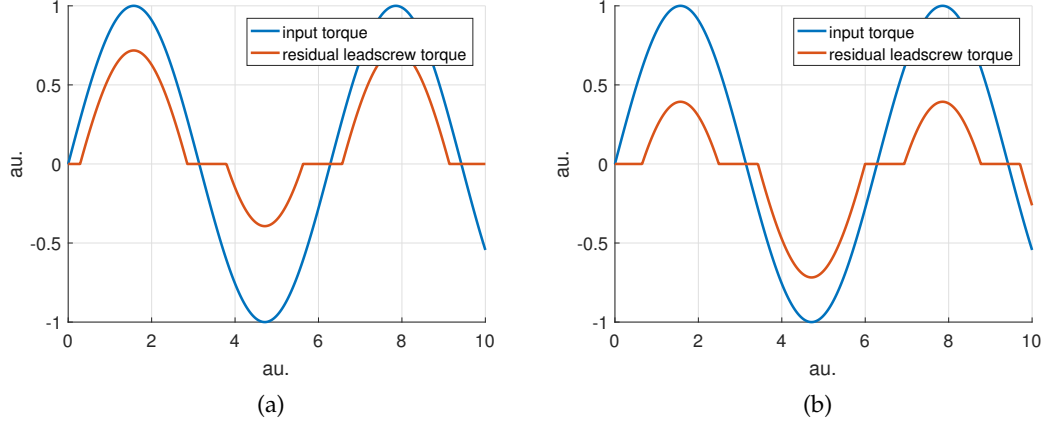 1
0.5
0
-0.5
-1
au.
0 2 4 6 8 10
au.
input torque
residual leadscrew torque
(a)
1
0.5
0
-0.5
-1
au.
0 2 4 6 8 10
au.
input torque
residual leadscrew torque
(b)